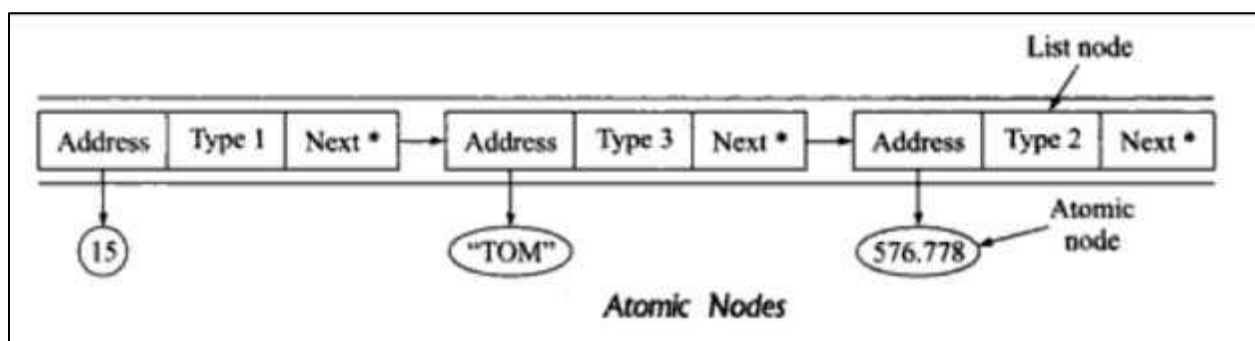 List node
Address Type 1 Next * Address Type 3 Next * Address Type 2 Next *
Atomic
node
15 "TOM" 576.778
Atomic Nodes